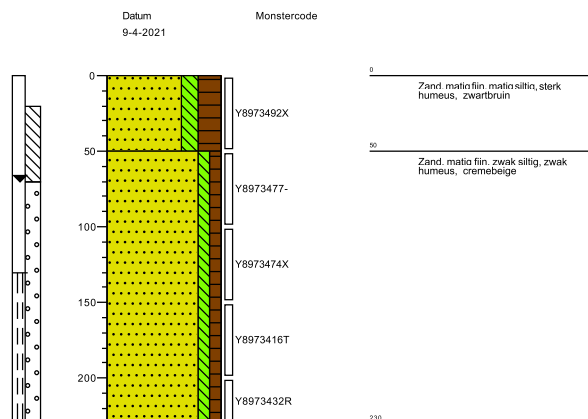 Datum
Monstercode
9-4-2021
0
0
Zand, matig fijn, matig siltig, sterk
humeus, zwartbruin
Y8973492X
50
50
Zand, matig fijn, zwak siltig, zwak
humeus, cremebeige
Y8973477-
100
Y8973474X
150
Y8973416T
200
Y8973432R
230